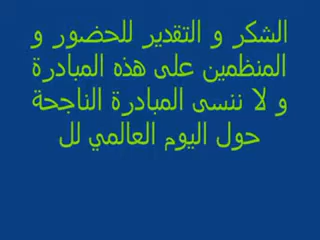 الشكر و التقدير للحضور و
المنظمين على هذه المبادرة
و لا ننسى المبادرة الناجحة
حول اليوم العالمي لل